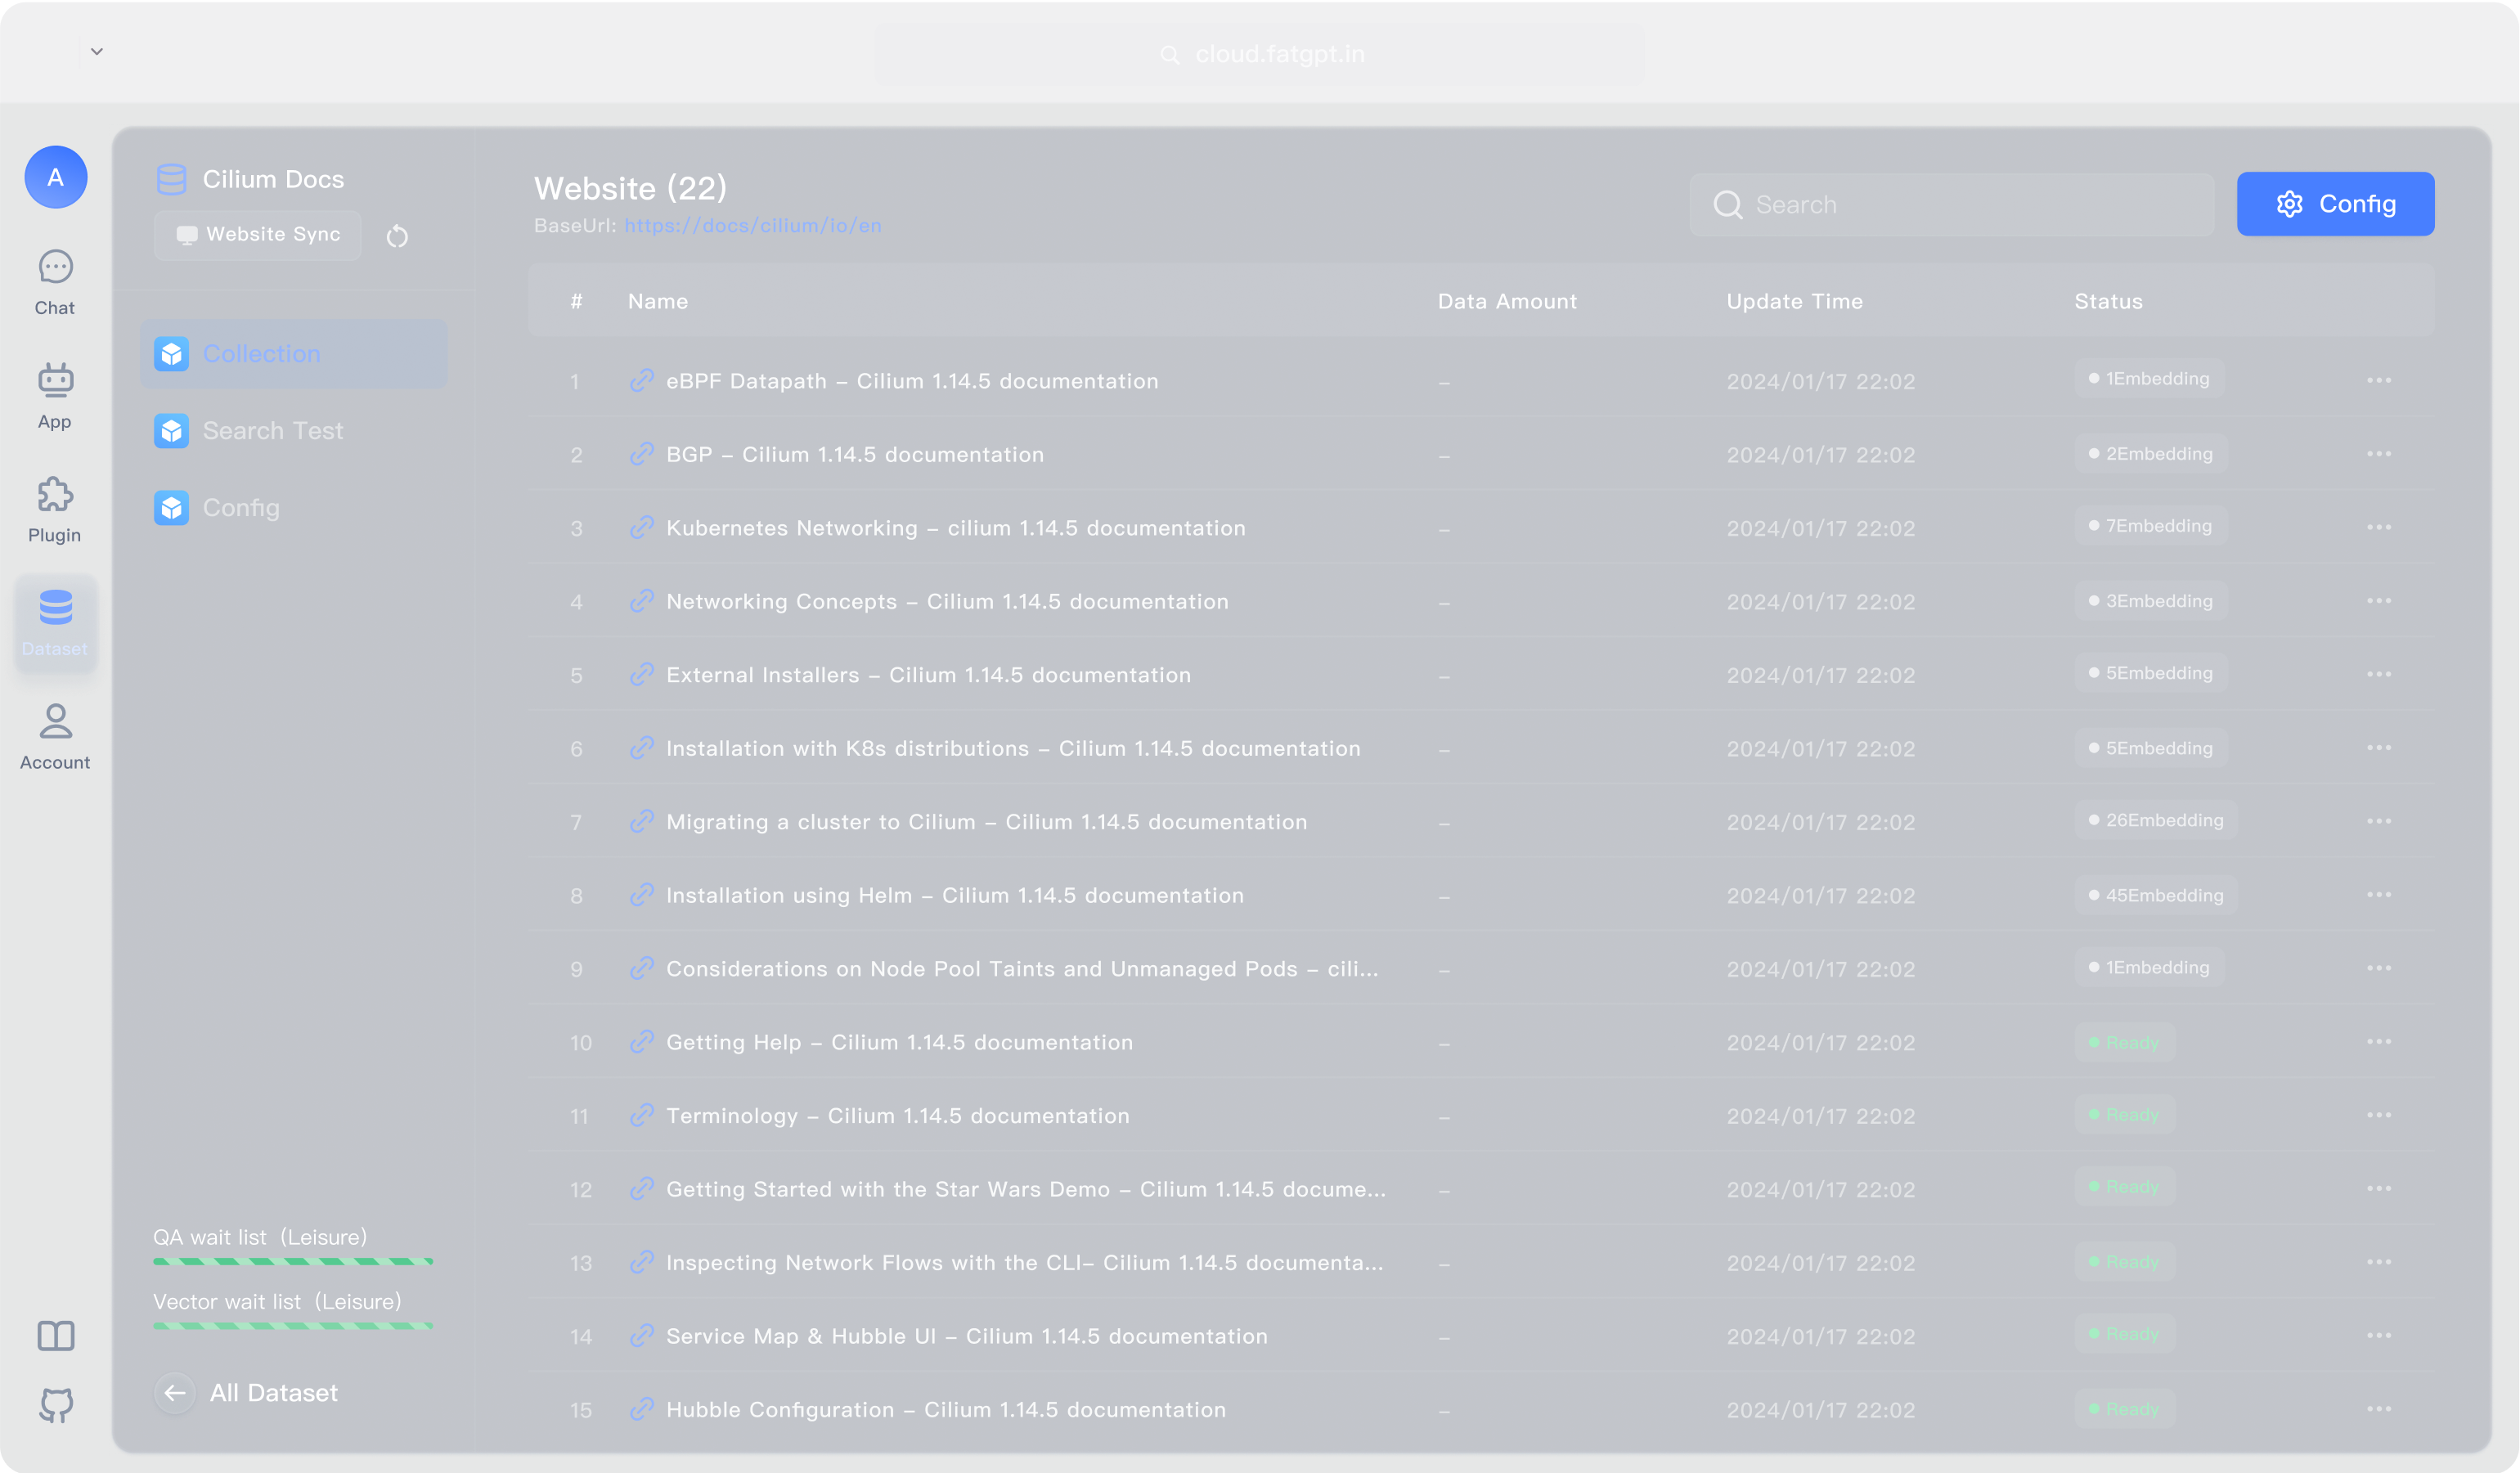 cloud.fatgpt.in
A
Chat
App
Plugin
Dataset
Account
Cilium Docs
Website Sync
Collection
Search Test
Config
QA wait list (Leisure)
Vector wait list (Leisure)
All Dataset
Website (22)
BaseUrl: https://docs/cilium/io/en
Search
Config
# Name Data Amount Update Time Status
1 eBPF Datapath – Cilium 1.14.5 documentation – 2024/01/17 22:02 1Embedding
2 BGP – Cilium 1.14.5 documentation – 2024/01/17 22:02 2Embedding
3 Kubernetes Networking – cilium 1.14.5 documentation – 2024/01/17 22:02 7Embedding
4 Networking Concepts – Cilium 1.14.5 documentation – 2024/01/17 22:02 3Embedding
5 External Installers – Cilium 1.14.5 documentation – 2024/01/17 22:02 5Embedding
6 Installation with K8s distributions – Cilium 1.14.5 documentation – 2024/01/17 22:02 5Embedding
7 Migrating a cluster to Cilium – Cilium 1.14.5 documentation – 2024/01/17 22:02 26Embedding
8 Installation using Helm – Cilium 1.14.5 documentation – 2024/01/17 22:02 45Embedding
9 Considerations on Node Pool Taints and Unmanaged Pods – cili... – 2024/01/17 22:02 1Embedding
10 Getting Help – Cilium 1.14.5 documentation – 2024/01/17 22:02 Ready
11 Terminology – Cilium 1.14.5 documentation – 2024/01/17 22:02 Ready
12 Getting Started with the Star Wars Demo – Cilium 1.14.5 docume... – 2024/01/17 22:02 Ready
13 Inspecting Network Flows with the CLI– Cilium 1.14.5 documenta... – 2024/01/17 22:02 Ready
14 Service Map & Hubble UI – Cilium 1.14.5 documentation – 2024/01/17 22:02 Ready
15 Hubble Configuration – Cilium 1.14.5 documentation – 2024/01/17 22:02 Ready